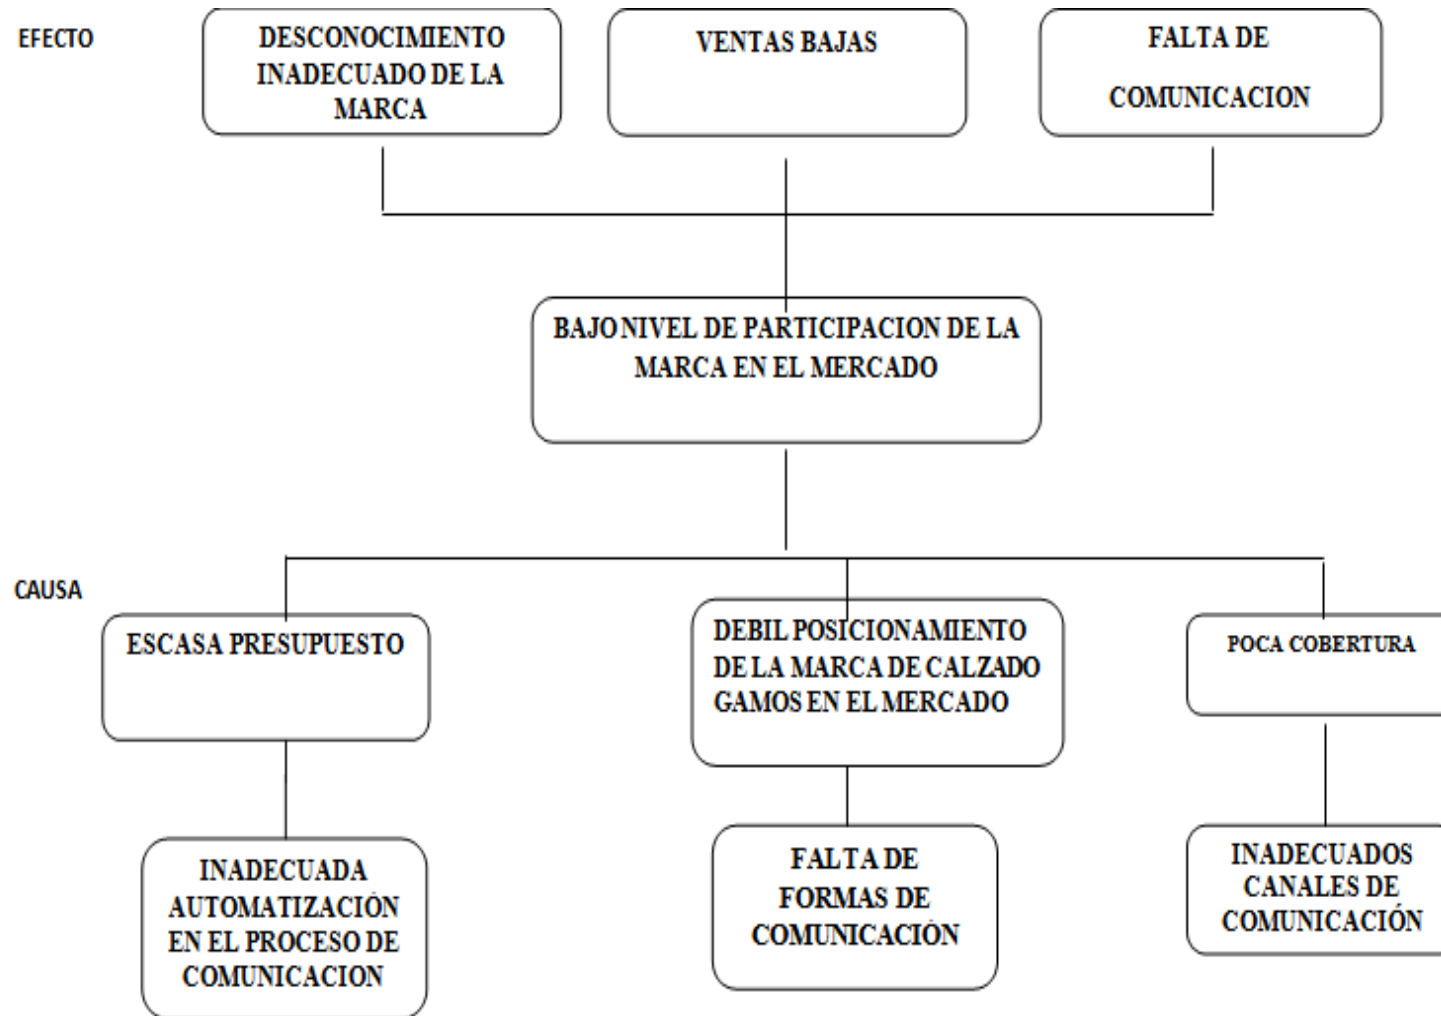 EFECTO
DESCONOCIMIENTO
INADECUADO DE LA
MARCA
VENTAS BAJAS
FALTA DE
COMUNICACION
BAJO NIVEL DE PARTICIPACION DE LA
MARCA EN EL MERCADO
CAUSA
ESCASA PRESUPUESTO
DEBIL POSICIONAMIENTO
DE LA MARCA DE CALZADO
GAMOS EN EL MERCADO
POCA COBERTURA
INADECUADA
AUTOMATIZACIÓN
EN EL PROCESO DE
COMUNICACION
FALTA DE
FORMAS DE
COMUNICACIÓN
INADECUADOS
CANALES DE
COMUNICACIÓN